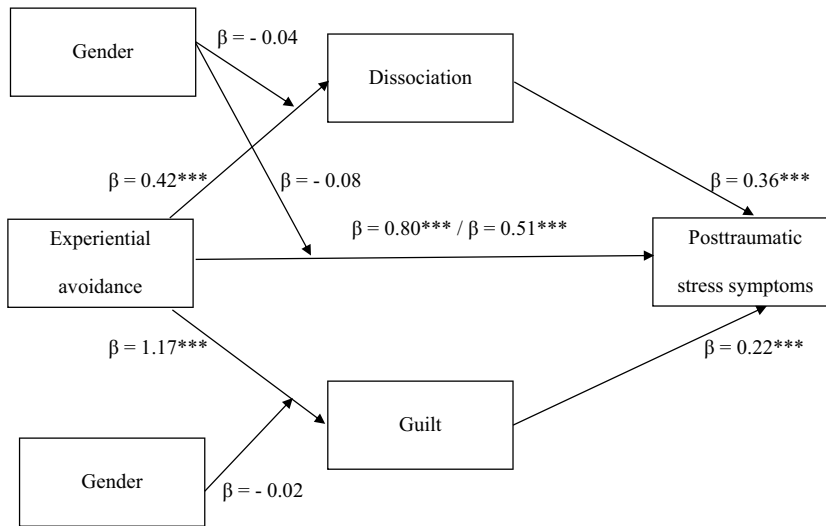 β = - 0.04
Gender
Dissociation
β = 0.42***
β = - 0.08
β = 0.36***
β = 0.80*** / β = 0.51***
Experiential
avoidance
Posttraumatic
stress symptoms
β = 1.17***
β = 0.22***
Guilt
Gender
β = - 0.02